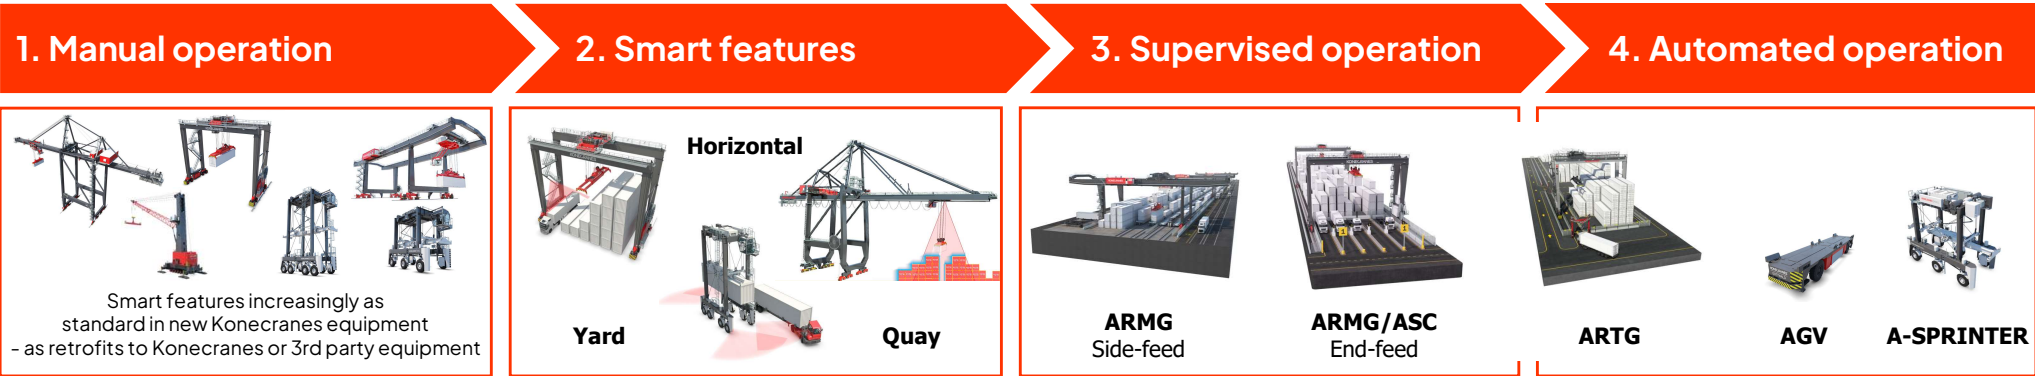 1. Manual operation
2. Smart features
3. Supervised operation
4. Automated operation
Smart features increasingly as
standard in new Konecranes equipment
- as retrofits to Konecranes or 3rd party equipment
Horizontal
Yard
Quay
ARMG
Side-feed
ARMG/ASC
End-feed
ARTG
AGV
A-SPRINTER